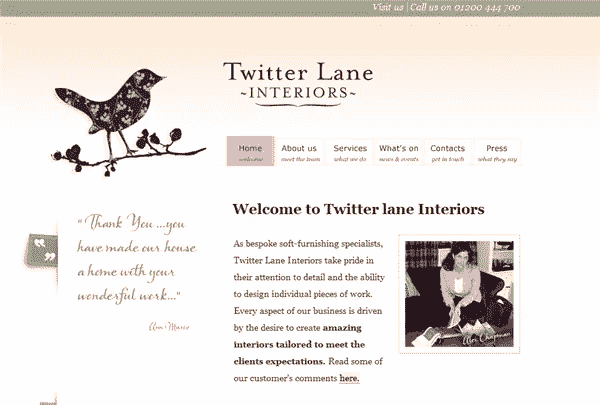 Visit us | Call us on 01200 444 700
Twitter Lane
~INTERIORS~
Home
welcome
About us
meet the team
Services
what we do
What's on
news & events
Contacts
get in touch
Press
what they say
Welcome to Twitter lane Interiors
“Thank You ...you
have made our house
a home with your
wonderful work...”
As bespoke soft-furnishing specialists,
Twitter Lane Interiors take pride in
their attention to detail and the ability
to design individual pieces of work.
Every aspect of our business is driven
by the desire to create amazing
interiors tailored to meet the
clients expectations. Read some of
our customer's comments here.
Chapman